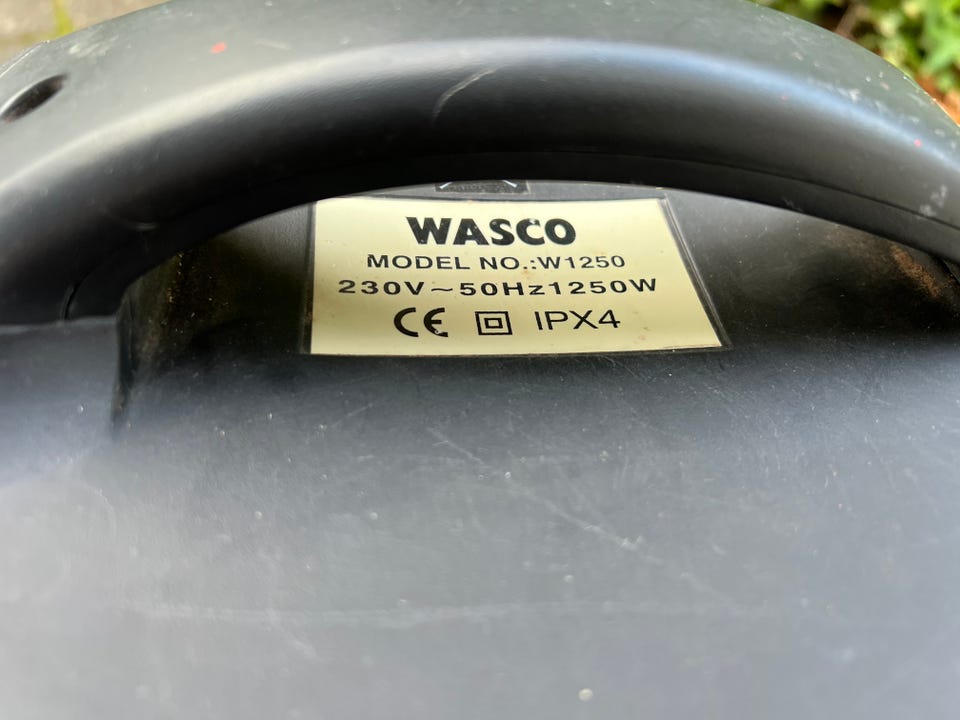 WASCO
MODEL NO.:W1250
230V~50Hz1250W
CE IPX4